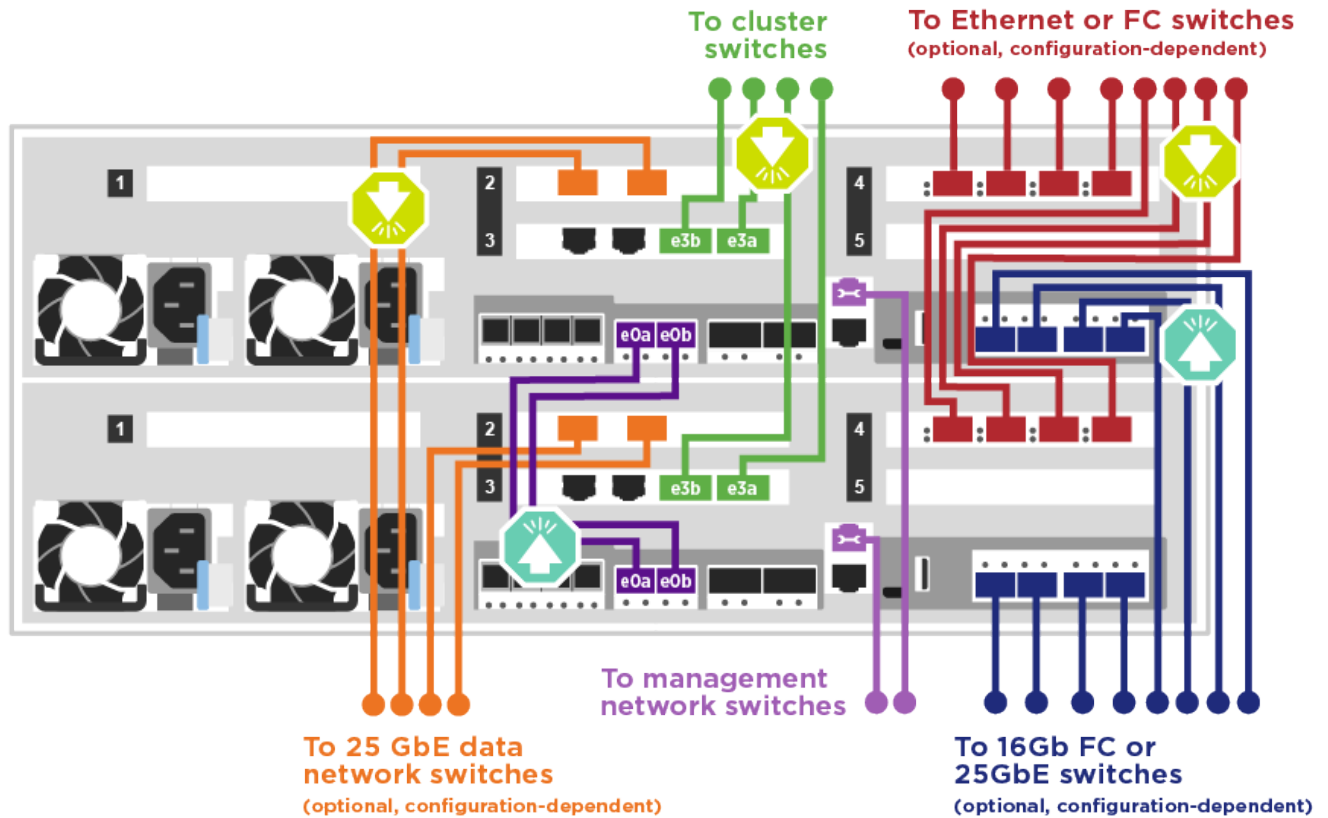 To cluster
switches
To Ethernet or FC switches
(optional, configuration-dependent)
1
2
4
3
e3b
e3a
5
e0a
e0b
1
2
4
3
e3b
e3a
5
e0a
e0b
To management
network switches
To 25 GbE data
network switches
(optional, configuration-dependent)
To 16Gb FC or
25GbE switches
(optional, configuration-dependent)